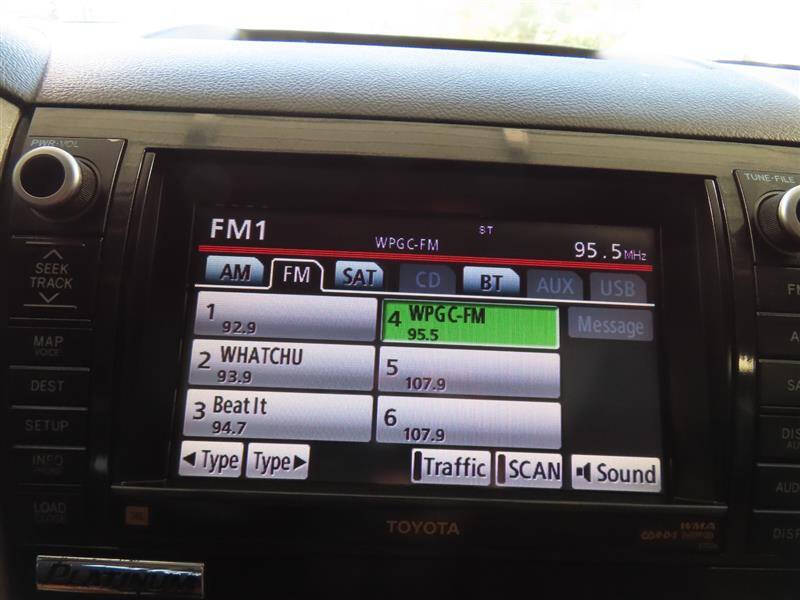 PWR·VOL
TUNE·FILE
SEEK
TRACK
MAP
VOICE
DEST
SETUP
INFO
LOAD
FM1
WPGC-FM
ST
95.5MHz
AM
FM
SAT
CD
BT
AUX
USB
1
92.9
4 WPGC-FM
95.5
Message
2 WHATCHU
93.9
5
107.9
3 Beat It
94.7
6
107.9
◀Type
Type▶
Traffic
SCAN
Sound
TOYOTA
WMA
PLATINUM